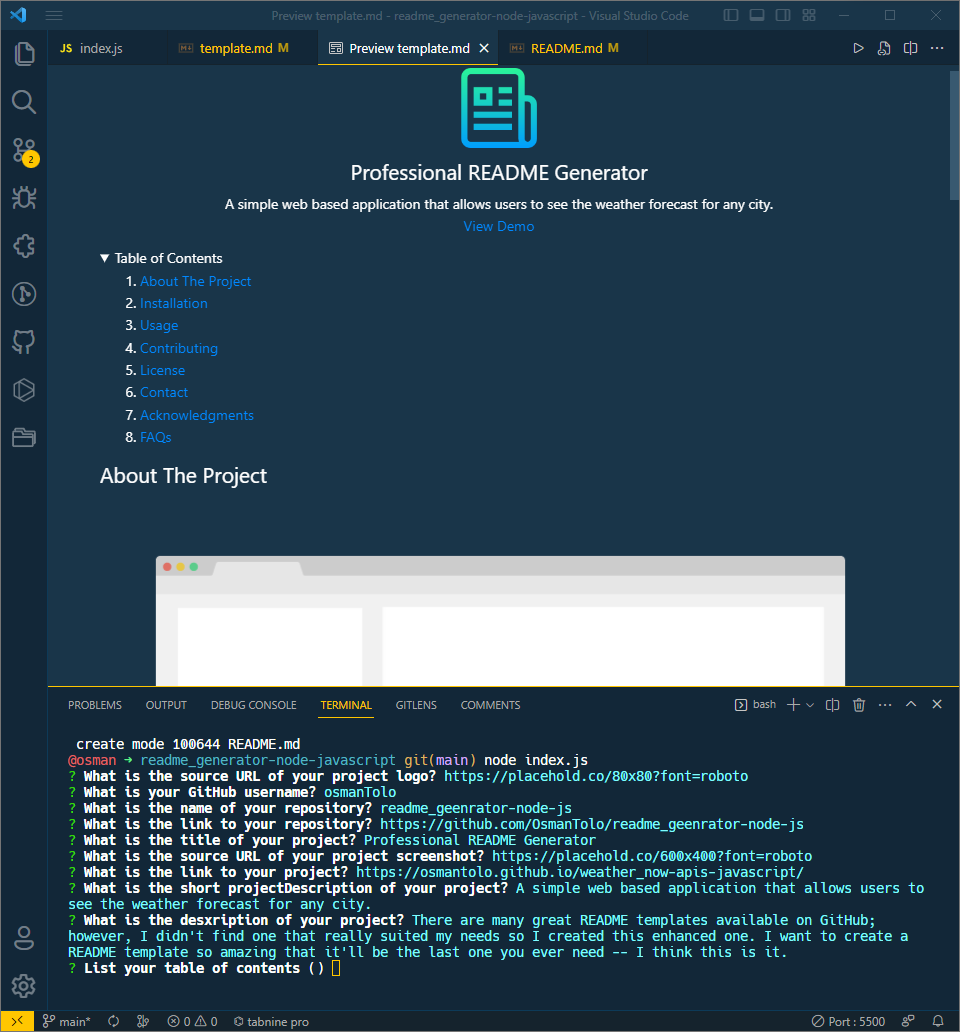 Preview template.md - readme_generator-node-javascript - Visual Studio Code
JS index.js template.md M Preview template.md README.md M
2
Professional README Generator
A simple web based application that allows users to see the weather forecast for any city.
View Demo
▼ Table of Contents
1. About The Project
2. Installation
3. Usage
4. Contributing
5. License
6. Contact
7. Acknowledgments
8. FAQs
About The Project
PROBLEMS OUTPUT DEBUG CONSOLE TERMINAL GITLENS COMMENTS bash
create mode 100644 README.md
@osman ➜ readme_generator-node-javascript git(main) node index.js
? What is the source URL of your project logo? https://placehold.co/80x80?font=roboto
? What is your GitHub username? osmanTolo
? What is the name of your repository? readme_geenrator-node-js
? What is the link to your repository? https://github.com/OsmanTolo/readme_geenrator-node-js
? What is the title of your project? Professional README Generator
? What is the source URL of your project screenshot? https://placehold.co/600x400?font=roboto
? What is the link to your project? https://osmantolo.github.io/weather_now-apis-javascript/
? What is the short projectDescription of your project? A simple web based application that allows users to
see the weather forecast for any city.
? What is the desxription of your project? There are many great README templates available on GitHub;
however, I didn't find one that really suited my needs so I created this enhanced one. I want to create a
README template so amazing that it'll be the last one you ever need -- I think this is it.
? List your table of contents ()
main* 0 0 tabnine pro Port : 5500